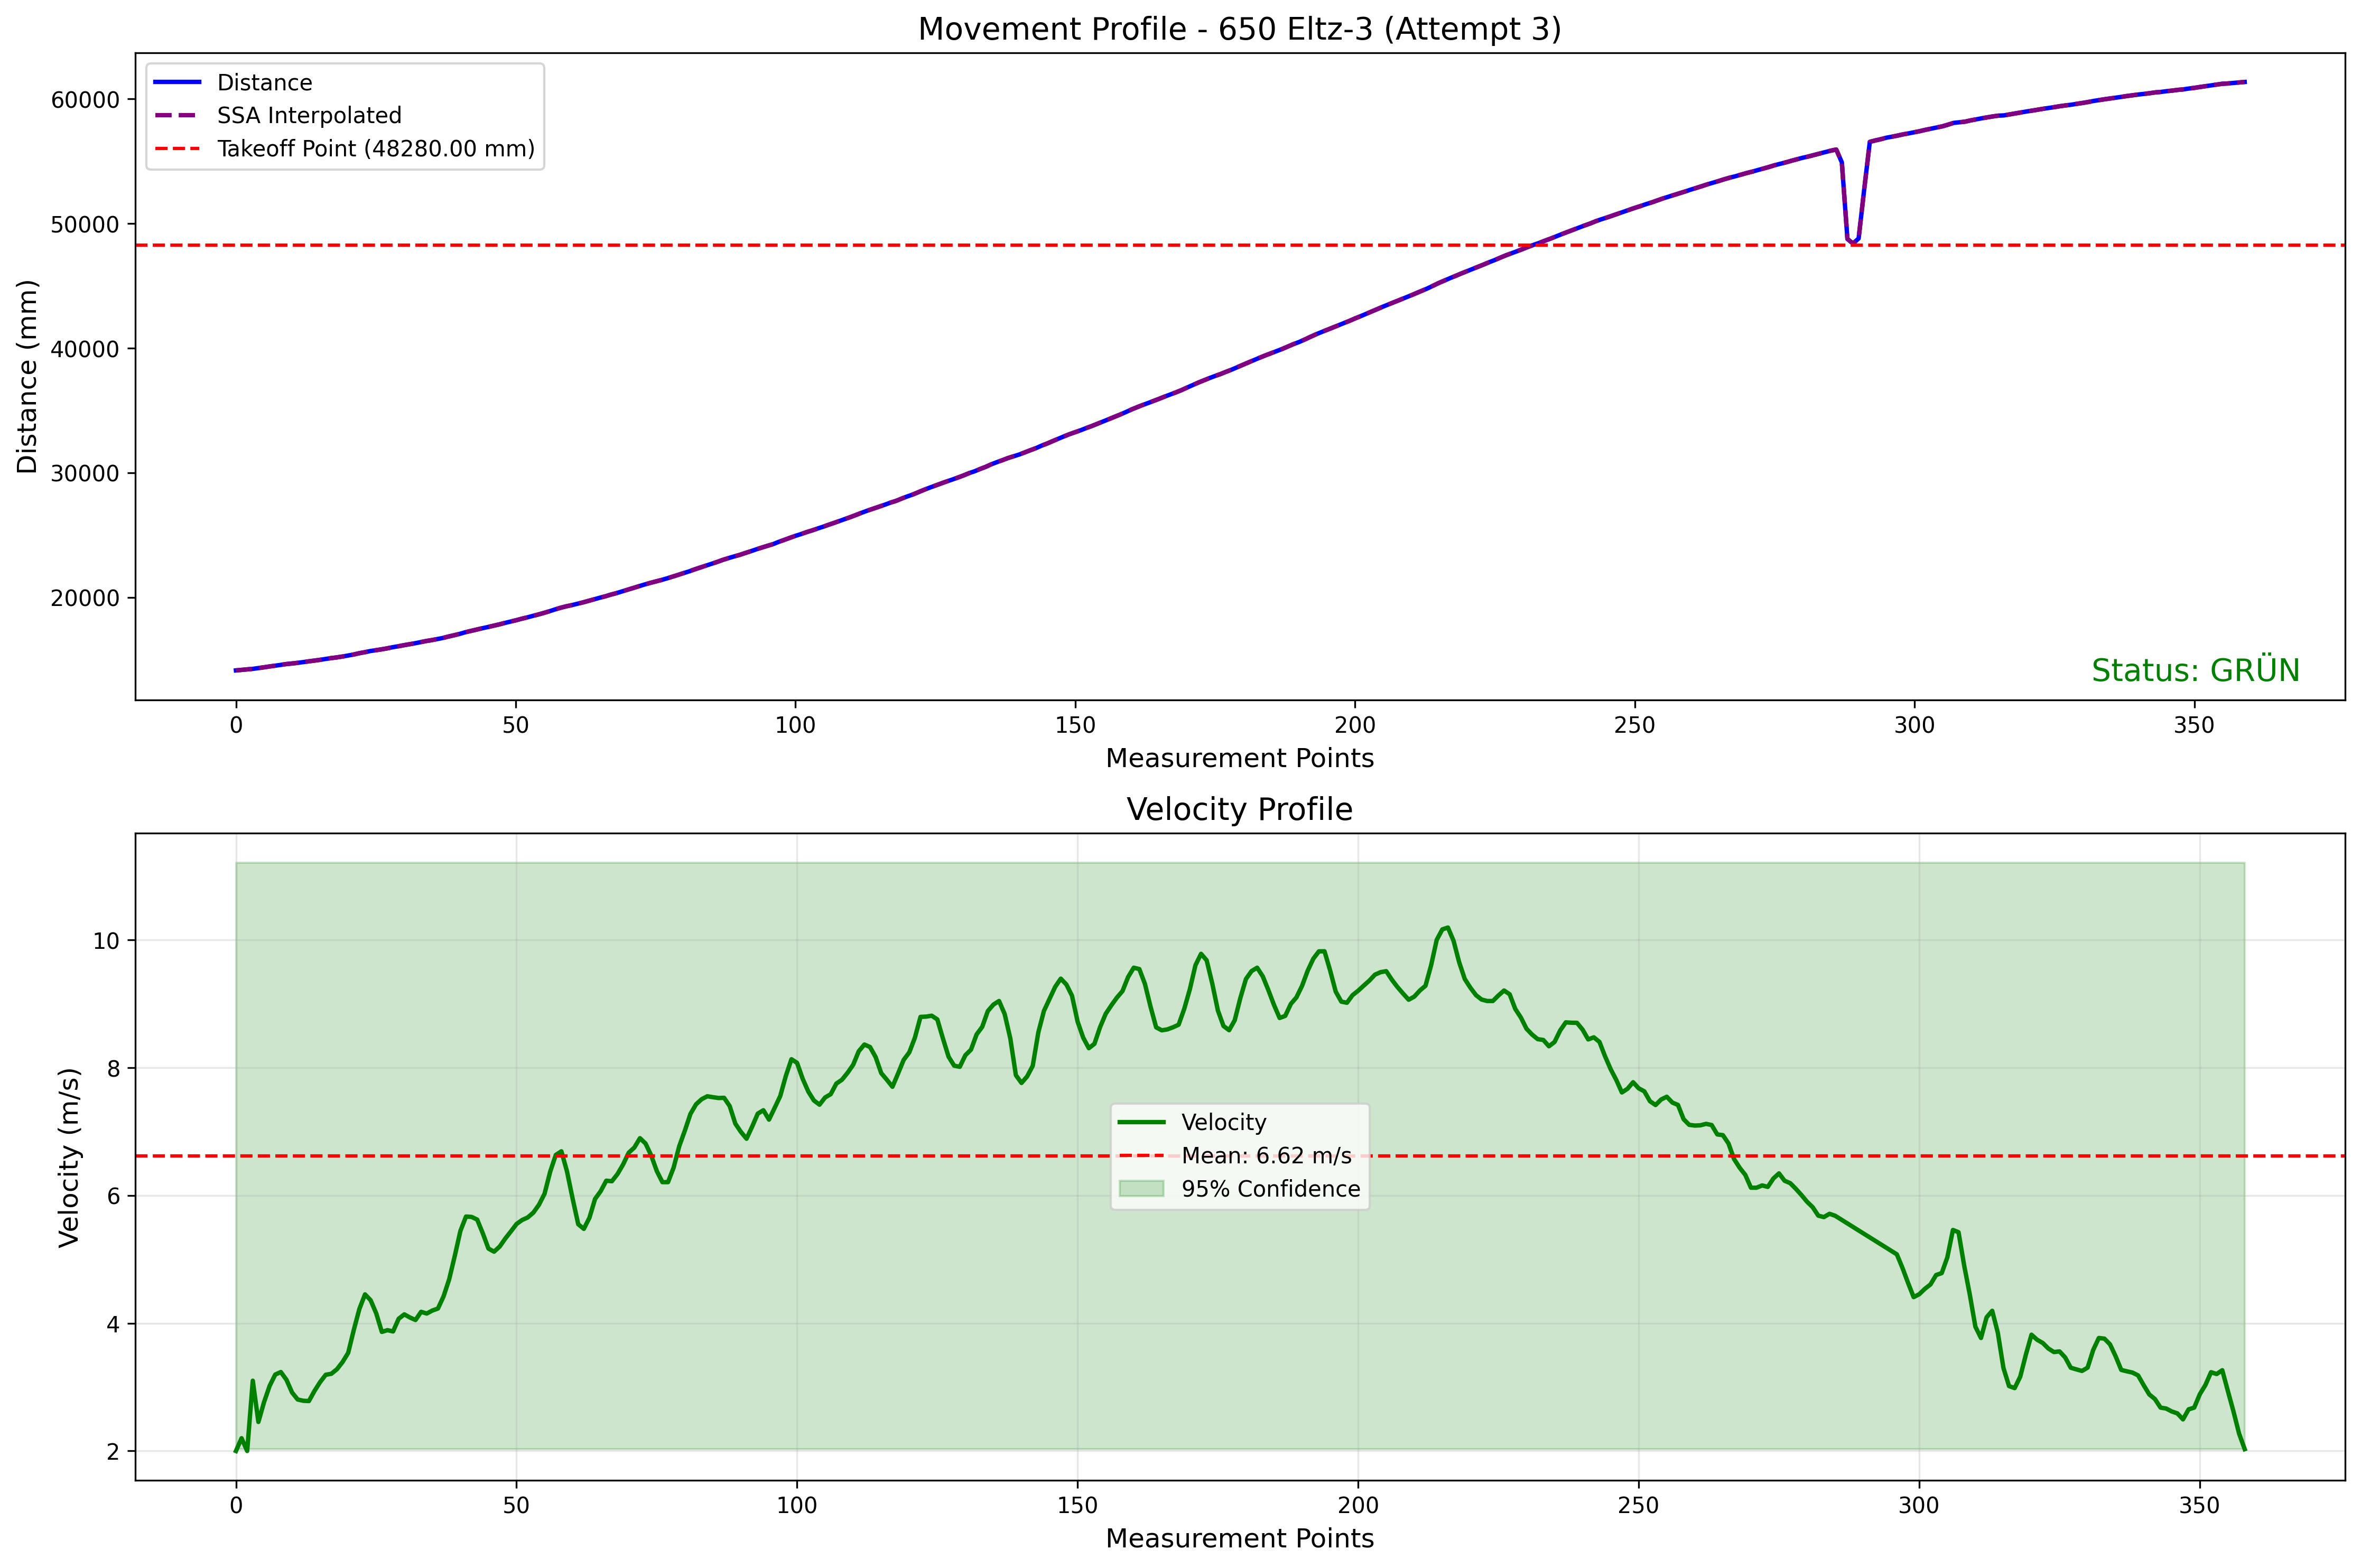 Movement Profile - 650 Eltz-3 (Attempt 3)
Distance
SSA Interpolated
Takeoff Point (48280.00 mm)
Distance (mm)
60000
50000
40000
30000
20000
Status: GRÜN
0 50 100 150 200 250 300 350
Measurement Points
Velocity Profile
Velocity (m/s)
10
8
6
4
2
Velocity
Mean: 6.62 m/s
95% Confidence
0 50 100 150 200 250 300 350
Measurement Points